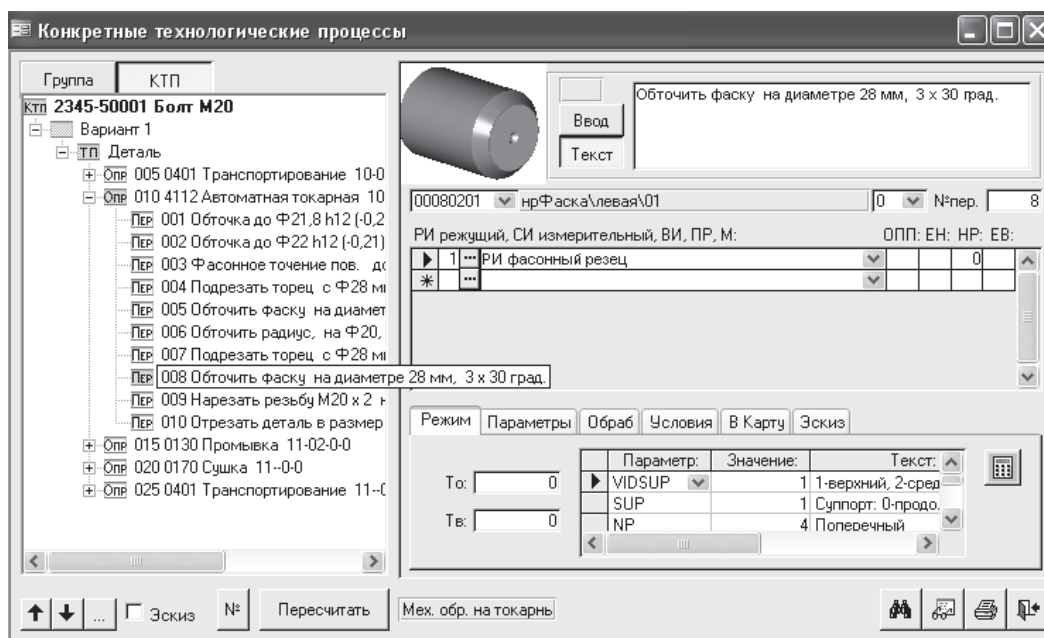 Конкретные технологические процессы
Группа КТП
Ктп 2345-50001 Болт М20
Вариант 1
ТП Деталь
Опр 005 0401 Транспортирование 10-0
Опр 010 4112 Автоматная токарная 10
Пер 001 Обточка до Ф21,8 h12 (-0,2
Пер 002 Обточка до Ф22 h12 (-0,21)
Пер 003 Фасонное точение пов. до
Пер 004 Подрезать торец с Ф28 мм
Пер 005 Обточить фаску на диамет
Пер 006 Обточить радиус, на Ф20,
Пер 007 Подрезать торец с Ф28 мм
Пер 008 Обточить фаску на диаметре 28 мм, 3 х 30 град.
Пер 009 Нарезать резьбу М20 х 2 н
Пер 010 Отрезать деталь в размер
Опр 015 0130 Промывка 11-02-0-0
Опр 020 0170 Сушка 11--0-0
Опр 025 0401 Транспортирование 11--0
Ввод
Текст
Обточить фаску на диаметре 28 мм, 3 х 30 град.
00080201 нрФаска\левая\01 0 №пер. 8
РИ режущий, СИ измерительный, ВИ, ПР, М: ОПП: ЕН: НР: ЕВ:
1 ... РИ фасонный резец 0
* ...
Режим Параметры Обраб Условия В Карту Эскиз
То: 0
Тв: 0
Параметр: Значение: Текст:
VIDSUP 1 1-верхний, 2-сред
SUP 1 Суппорт: 0-продо.
NP 4 Поперечный
... Эскиз № Пересчитать Мех. обр. на токарнь